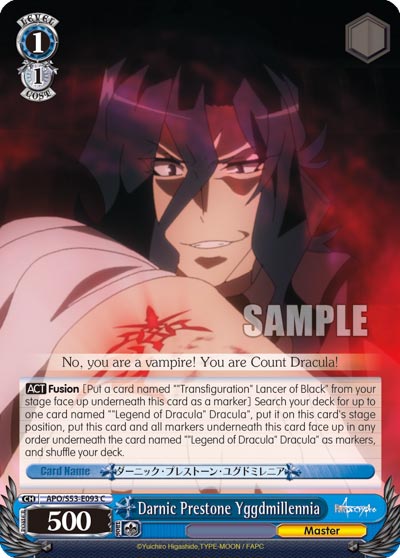 LEVEL
1
1
COST
SAMPLE
No, you are a vampire! You are Count Dracula!
ACT Fusion [Put a card named ""Transfiguration" Lancer of Black" from your
stage face up underneath this card as a marker] Search your deck for up to
one card named ""Legend of Dracula" Dracula", put it on this card's stage
position, put this card and all markers underneath this card face up in any
order underneath the ""Legend of Dracula" Dracula" as markers,
and shuffle your deck.
Card Name
ダーニック・プレストーン・ユグドミレニア
CH
APO/S53-E093 C
Darnic Prestone Yggdmillennia
POWER
500
SOUL
Fate/Apocrypha
Master
©Yuichiro Higashide,TYPE-MOON / FAPC